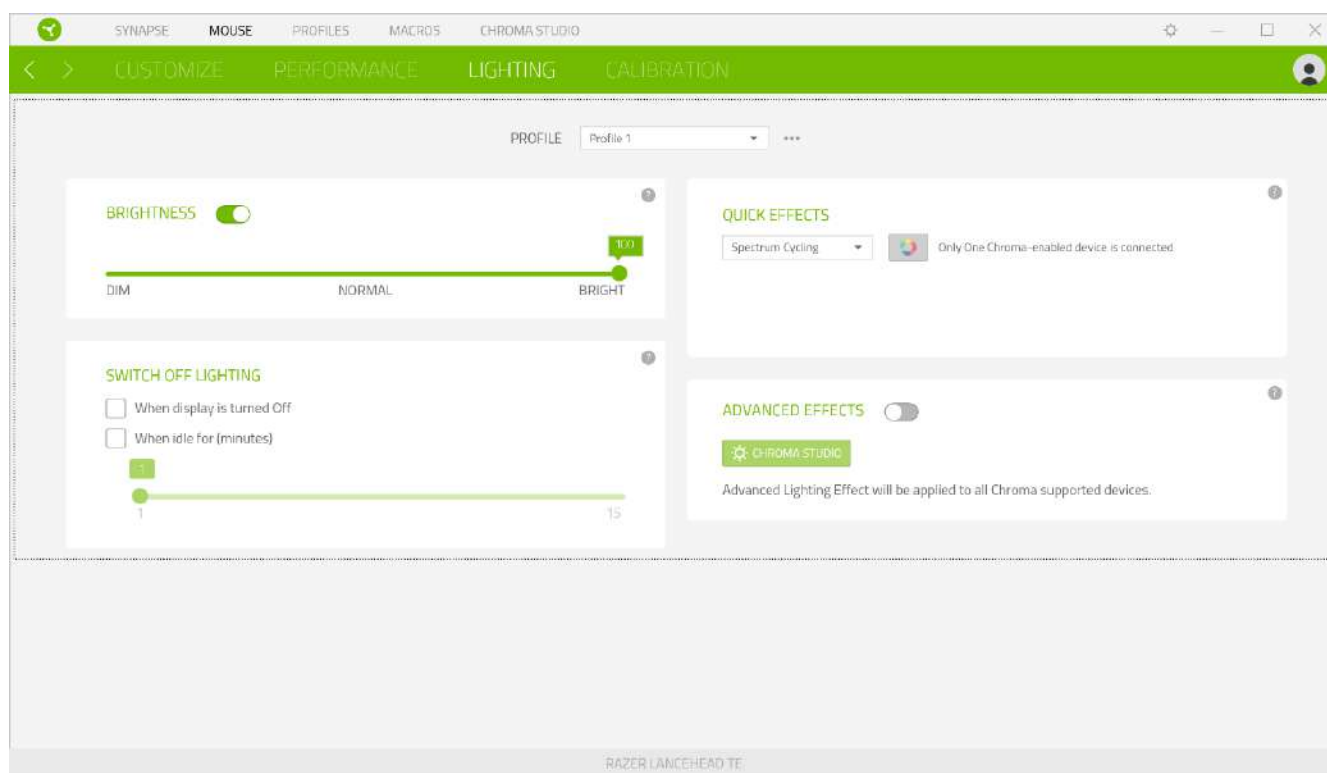 SYNAPSE MOUSE PROFILES MACROS CHROMA STUDIO
CUSTOMIZE PERFORMANCE LIGHTING CALIBRATION
PROFILE Profile 1
BRIGHTNESS
100
DIM NORMAL BRIGHT
SWITCH OFF LIGHTING
When display is turned Off
When idle for (minutes)
1
1 15
QUICK EFFECTS
Spectrum Cycling Only One Chroma-enabled device is connected
ADVANCED EFFECTS
CHROMA STUDIO
Advanced Lighting Effect will be applied to all Chroma supported devices.
RAZER LANCEHEAD TE